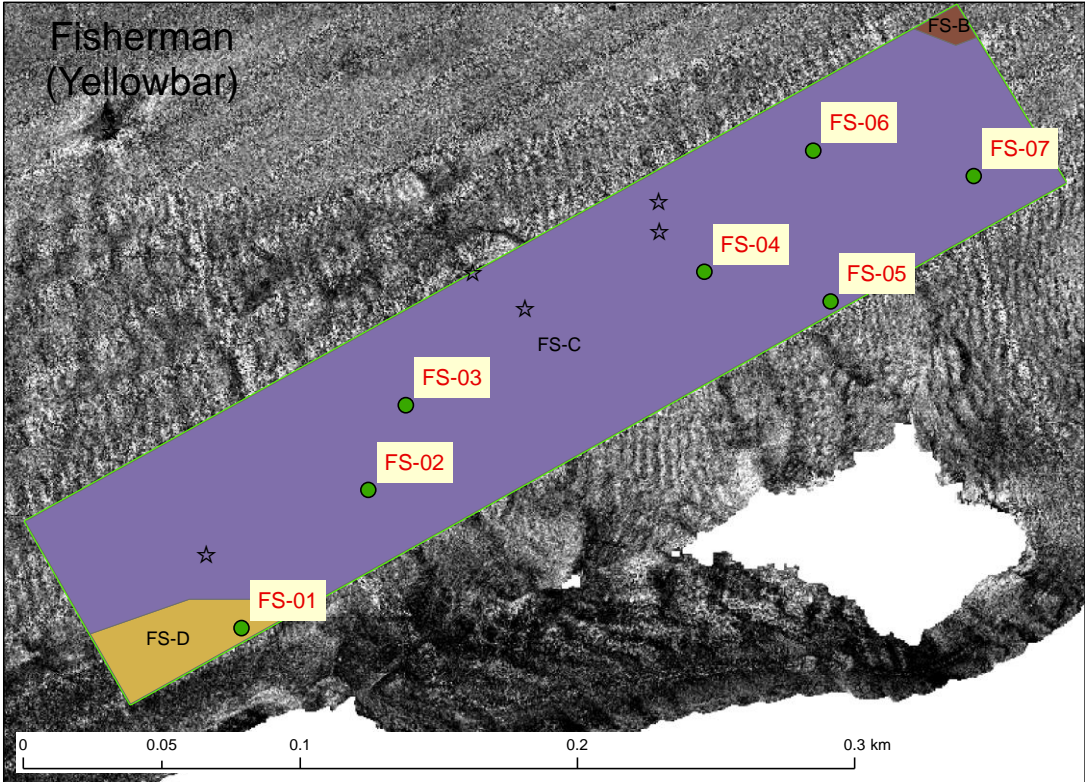 Fisherman
(Yellowbar)
FS-B
FS-06
FS-07
FS-04
FS-05
FS-C
FS-03
FS-02
FS-01
FS-D
0 0.05 0.1 0.2 0.3 km